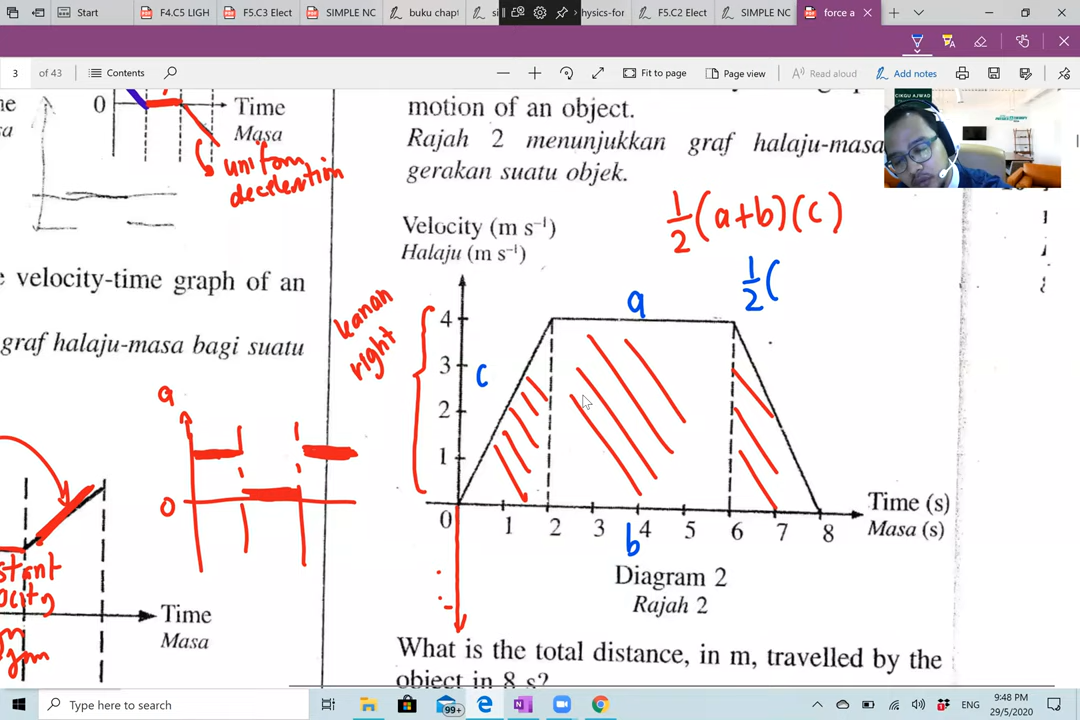 Start
F4.C5 LIGH
F5.C3 Elect
SIMPLE NC
buku chapt
si
hysics-for
F5.C2 Elect
SIMPLE NC
force a
3 of 43
Contents
Fit to page
Page view
Read aloud
Add notes
CIKGU AJWAD
0
Time
Masa
uniform
deceleration
e velocity-time graph of an
graf halaju-masa bagi suatu
a
0
stant
ocity
Time
Masa
motion of an object.
Rajah 2 menunjukkan graf halaju-masa
gerakan suatu objek.
½(a+b)(c)
½(
Velocity (m s⁻¹)
Halaju (m s⁻¹)
kanan
right
a
c
4
3
2
1
0
1 2 3 4 5 6 7 8
b
Time (s)
Masa (s)
Diagram 2
Rajah 2
What is the total distance, in m, travelled by the
object in 8 s?
Type here to search
99+
ENG
9:48 PM
29/5/2020